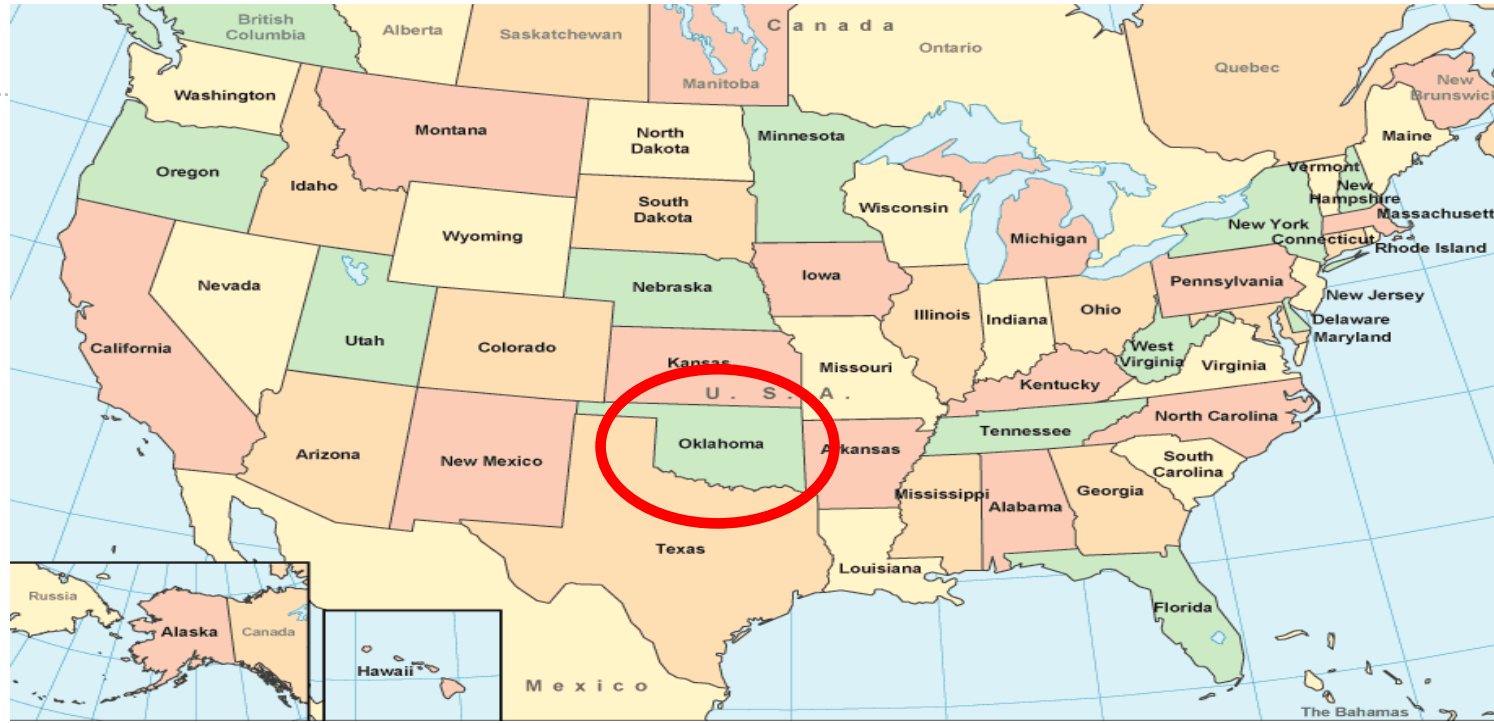 British
Columbia
Alberta
Saskatchewan
Manitoba
Canada
Ontario
Quebec
New
Brunswick
Washington
Montana
North
Dakota
Minnesota
Maine
Oregon
Idaho
Vermont
New
Hampshire
South
Dakota
Wisconsin
Massachusett
Wyoming
Michigan
New York
Connecticut
Rhode Island
Nevada
Nebraska
Iowa
Pennsylvania
New Jersey
Illinois
Indiana
Ohio
Delaware
Maryland
California
Utah
Colorado
Kansas
Missouri
West
Virginia
Virginia
Kentucky
U. S. A.
North Carolina
Arizona
New Mexico
Oklahoma
Arkansas
Tennessee
South
Carolina
Mississippi
Alabama
Georgia
Texas
Louisiana
Florida
Russia
Alaska
Canada
Hawaii
Mexico
The Bahamas